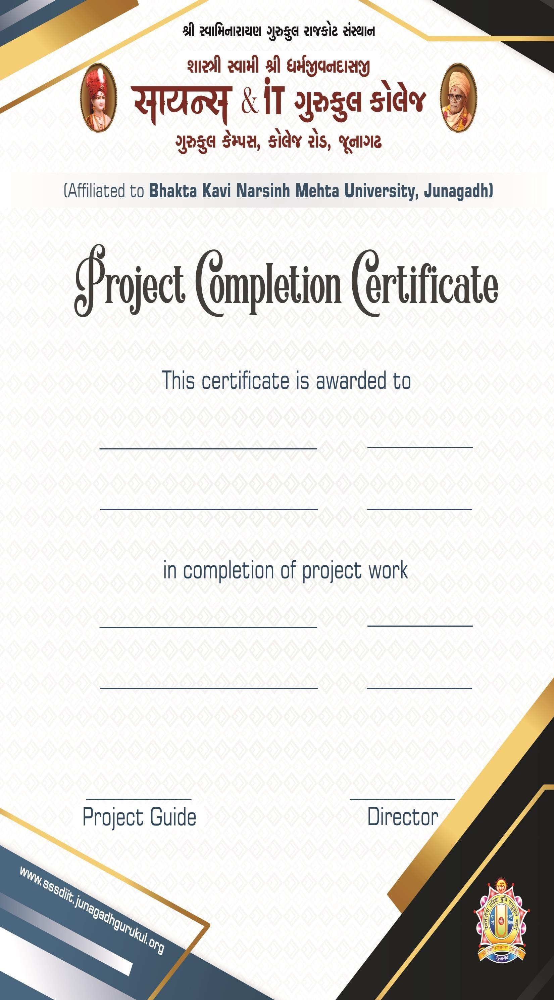 શ્રી સ્વામિનારાયણ ગુરુકુલ રાજકોટ સંસ્થાન
શાસ્ત્રી સ્વામી શ્રી ધર્મજીવનદાસજી
સાયન્સ & iT ગુરુકુલ કોલેજ
ગુરુકુલ કેમ્પસ, કોલેજ રોડ, જૂનાગઢ
(Affiliated to Bhakta Kavi Narsinh Mehta University, Junagadh)
Project Completion Certificate
This certificate is awarded to
in completion of project work
Project Guide
Director
www.sssdiit.junagadhgurukul.org
ॐ
प्रवर्तनीया सद्विद्या भुवि यत्सुकृतं महत्
धर्म
श्री
भक्ति
श्री स्वामिनारायण गुरूकुल
जूनागढ